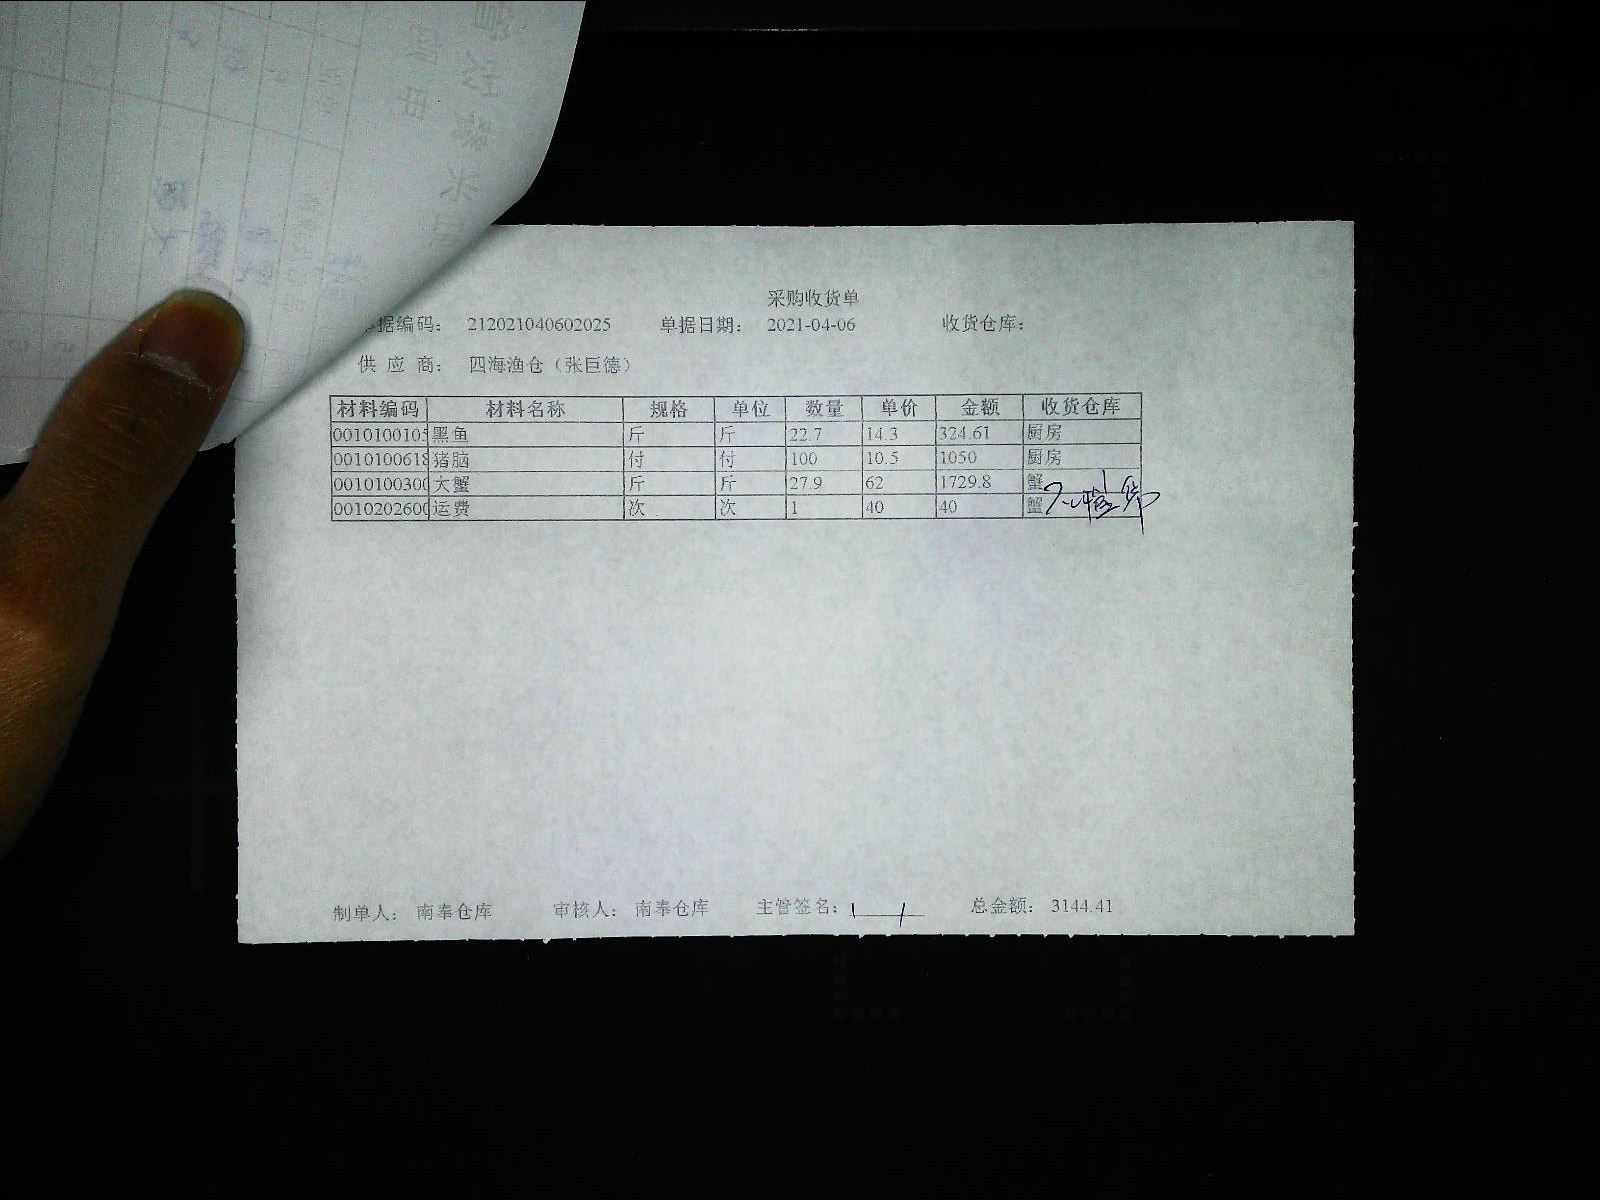 采购收货单
据编码： 212021040602025 单据日期： 2021-04-06 收货仓库：
供 应 商： 四海渔仓（张巨德）
材料编码 材料名称 规格 单位 数量 单价 金额 收货仓库
0010100105 黑鱼 斤 斤 22.7 14.3 324.61 厨房
0010100618 猪脑 付 付 100 10.5 1050 厨房
0010100300 大蟹 斤 斤 27.9 62 1729.8 蟹
0010202600 运费 次 次 1 40 40 蟹
制单人： 南奉仓库 审核人： 南奉仓库 主管签名： 总金额： 3144.41